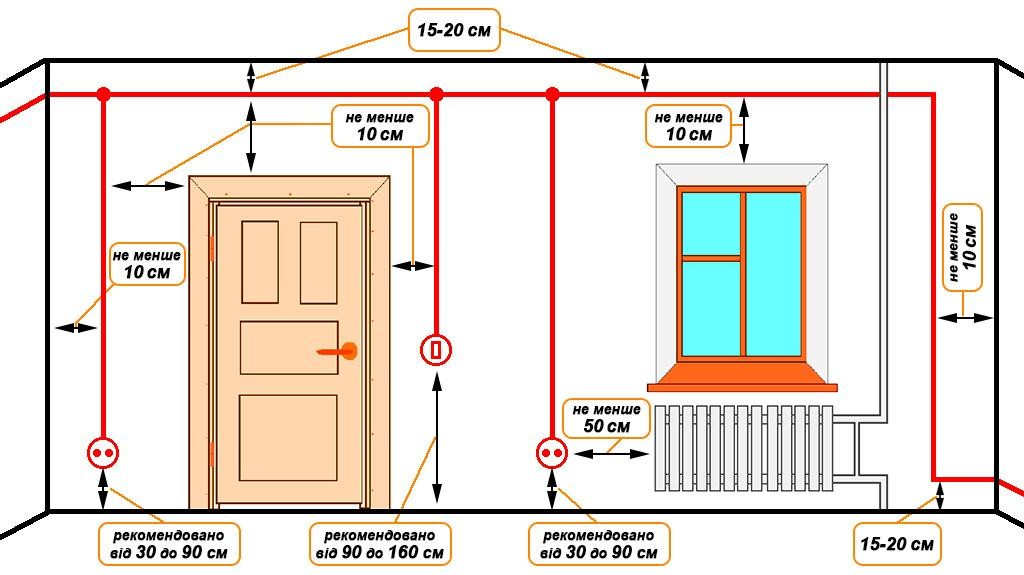 15-20 см
не менше
10 см
не менше
10 см
не менше
10 см
не менше
10 см
не менше
50 см
рекомендовано
від 30 до 90 см
рекомендовано
від 90 до 160 см
рекомендовано
від 30 до 90 см
15-20 см